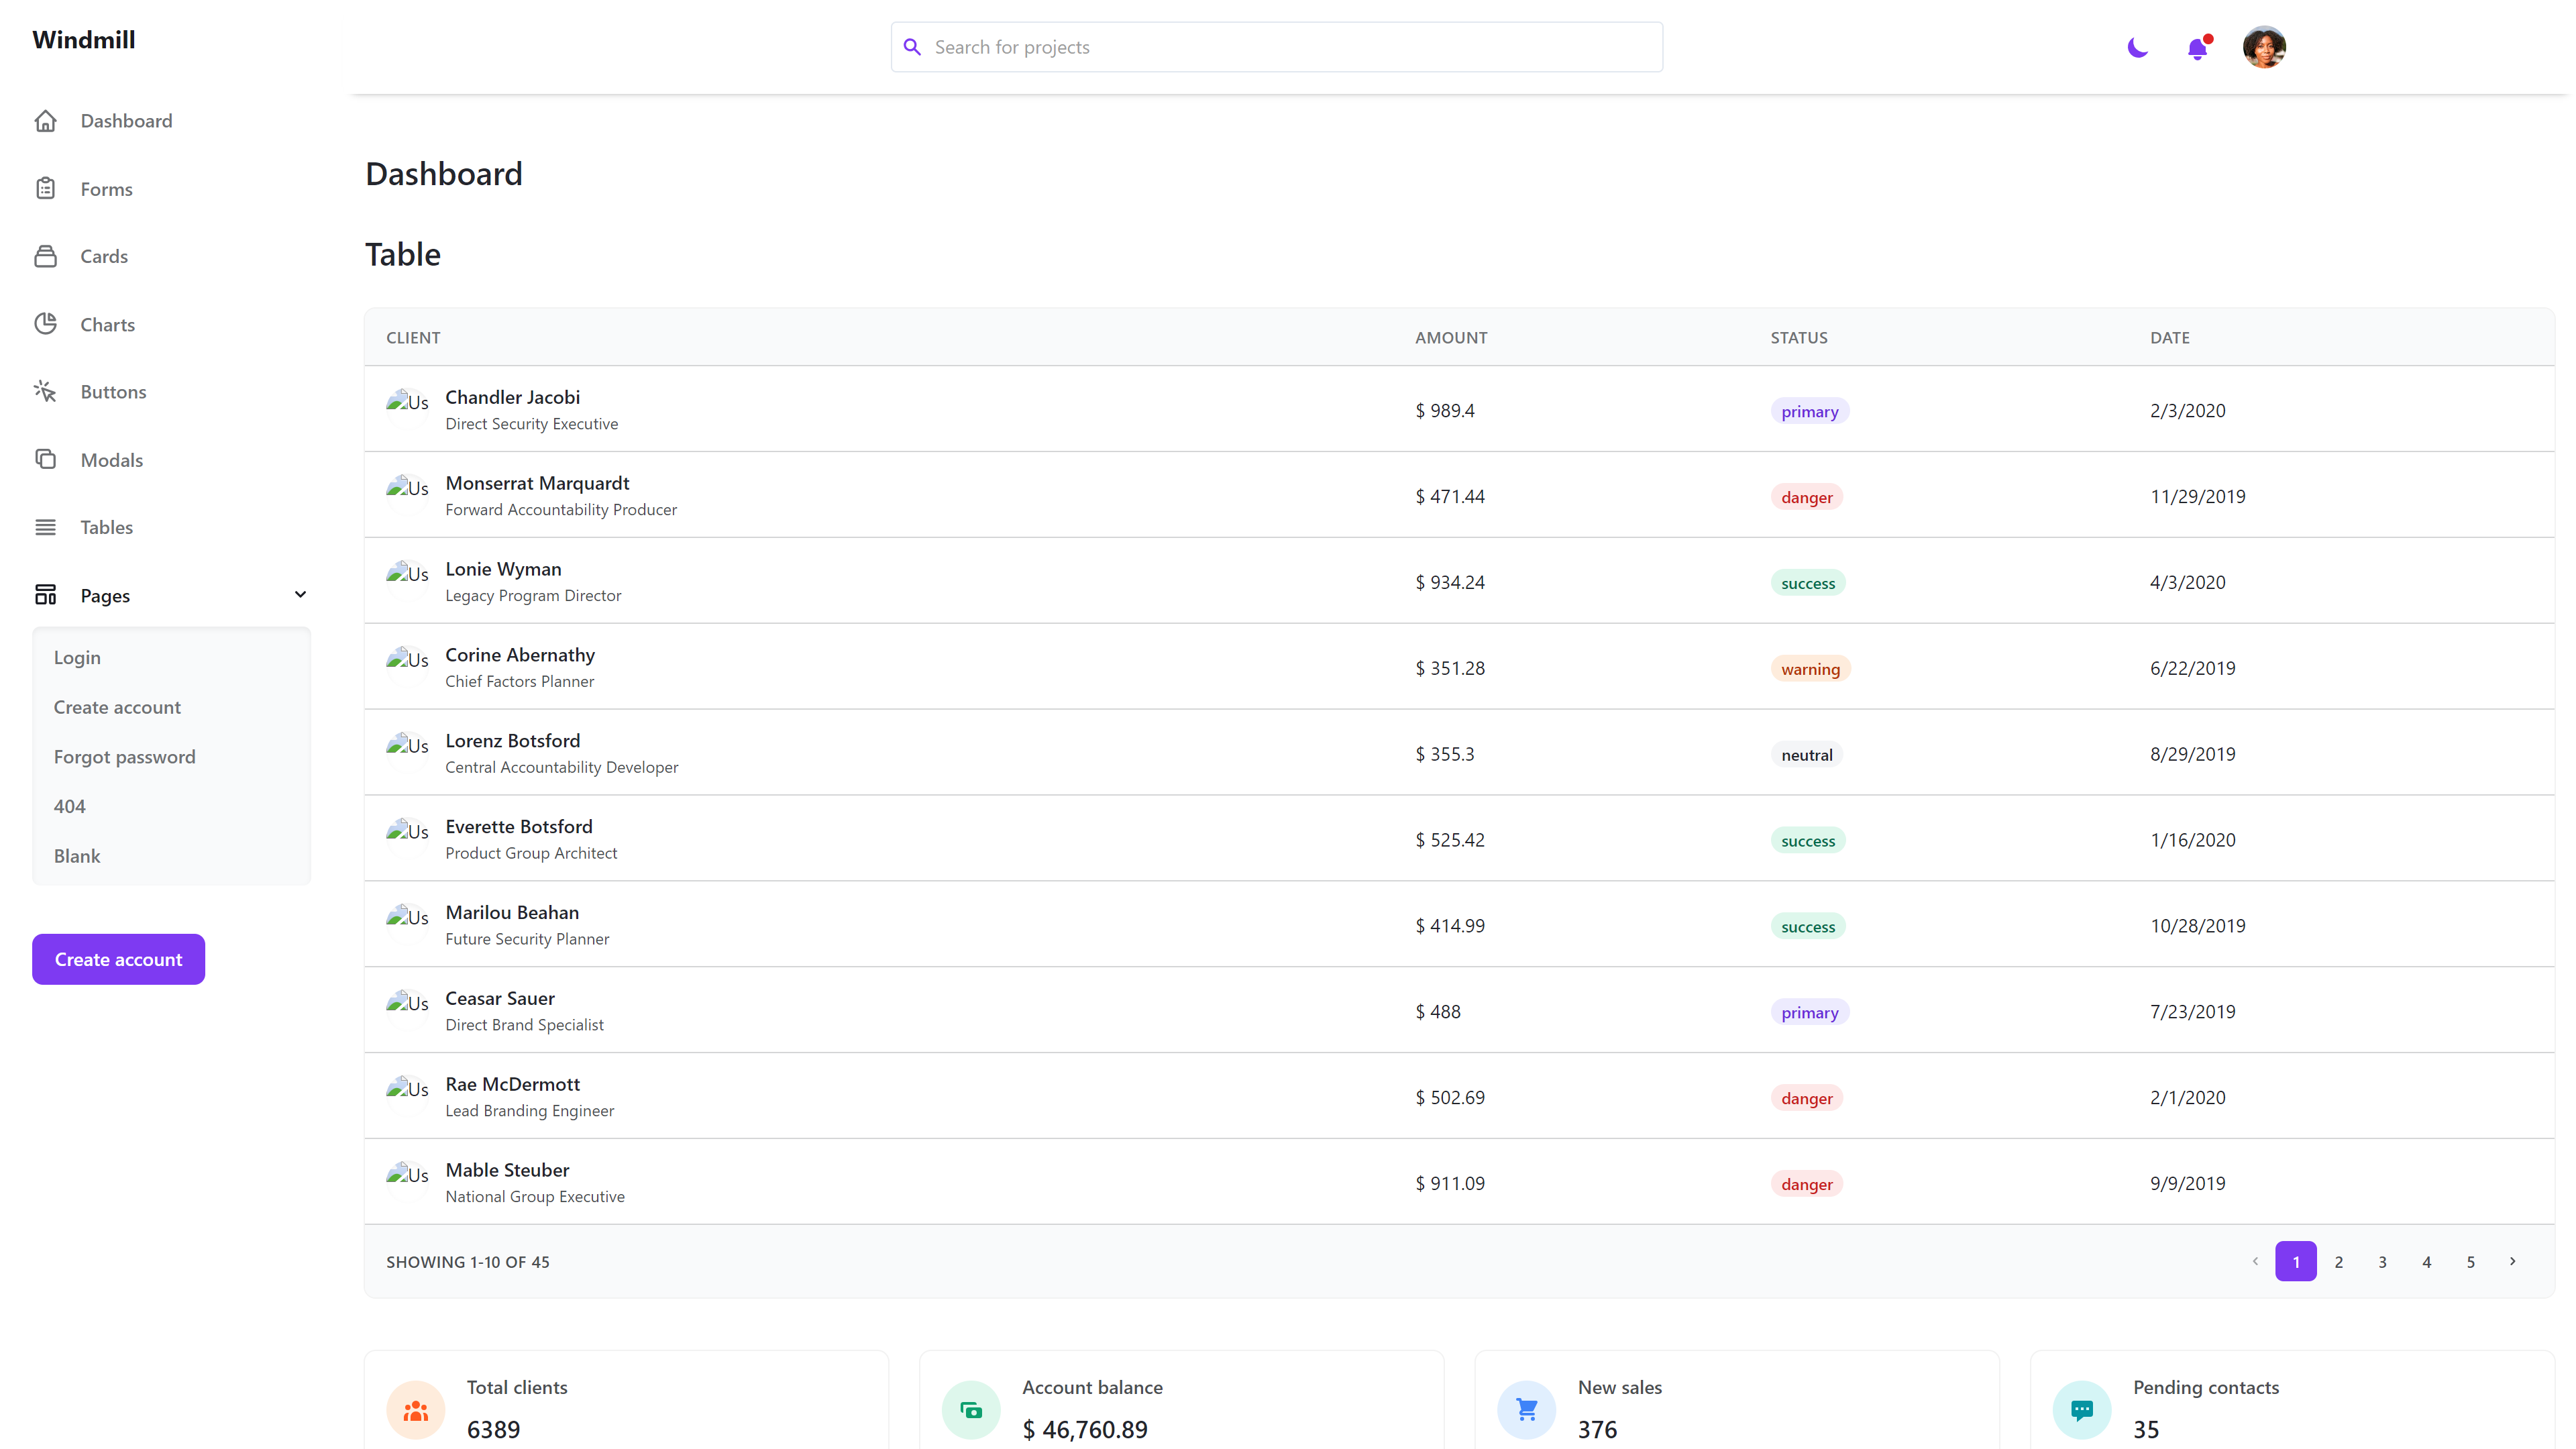 Windmill
Search for projects
Dashboard
Forms
Cards
Charts
Buttons
Modals
Tables
Pages
Login
Create account
Forgot password
404
Blank
Create account
Dashboard
Table
CLIENT AMOUNT STATUS DATE
Us Chandler Jacobi
Direct Security Executive
$ 989.4 primary 2/3/2020
Us Monserrat Marquardt
Forward Accountability Producer
$ 471.44 danger 11/29/2019
Us Lonie Wyman
Legacy Program Director
$ 934.24 success 4/3/2020
Us Corine Abernathy
Chief Factors Planner
$ 351.28 warning 6/22/2019
Us Lorenz Botsford
Central Accountability Developer
$ 355.3 neutral 8/29/2019
Us Everette Botsford
Product Group Architect
$ 525.42 success 1/16/2020
Us Marilou Beahan
Future Security Planner
$ 414.99 success 10/28/2019
Us Ceasar Sauer
Direct Brand Specialist
$ 488 primary 7/23/2019
Us Rae McDermott
Lead Branding Engineer
$ 502.69 danger 2/1/2020
Us Mable Steuber
National Group Executive
$ 911.09 danger 9/9/2019
SHOWING 1-10 OF 45
1 2 3 4 5
Total clients
6389
Account balance
$ 46,760.89
New sales
376
Pending contacts
35